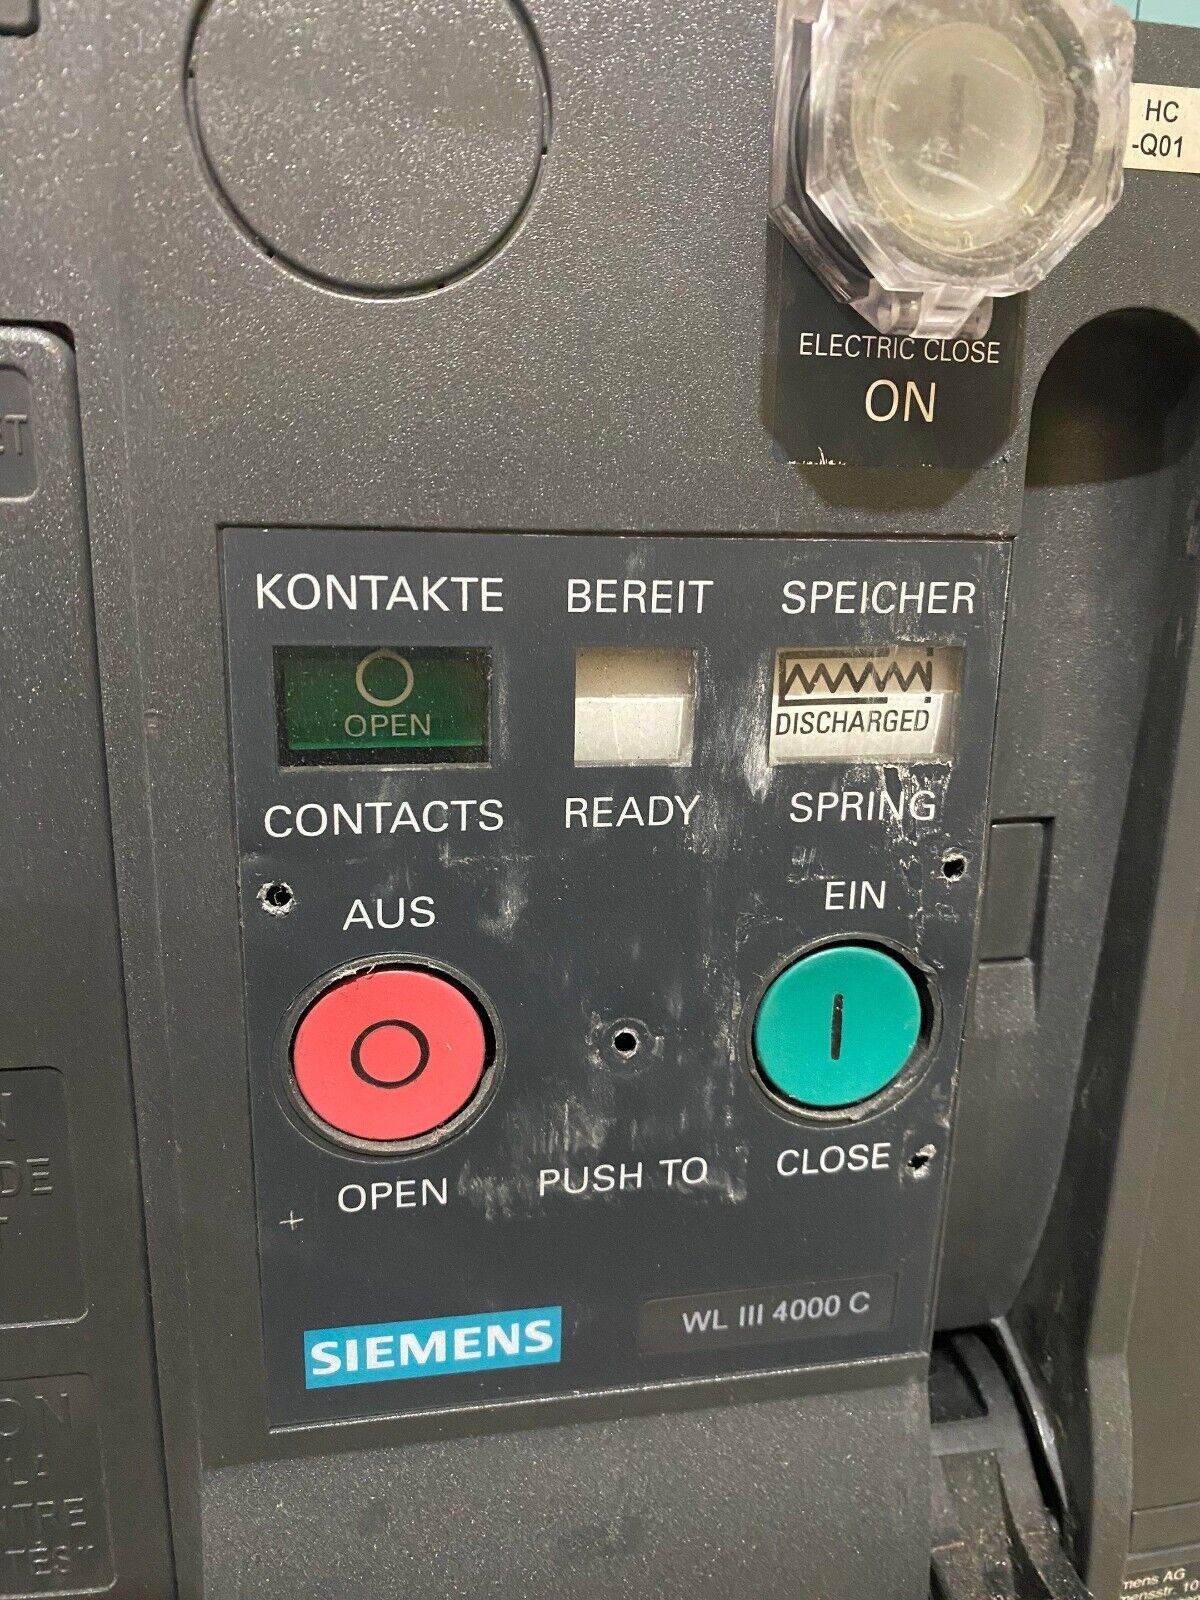 HC
-Q01
ELECTRIC CLOSE
ON
KONTAKTE BEREIT SPEICHER
O
OPEN
DISCHARGED
CONTACTS READY SPRING
AUS EIN
O I
OPEN PUSH TO CLOSE
SIEMENS WL III 4000 C